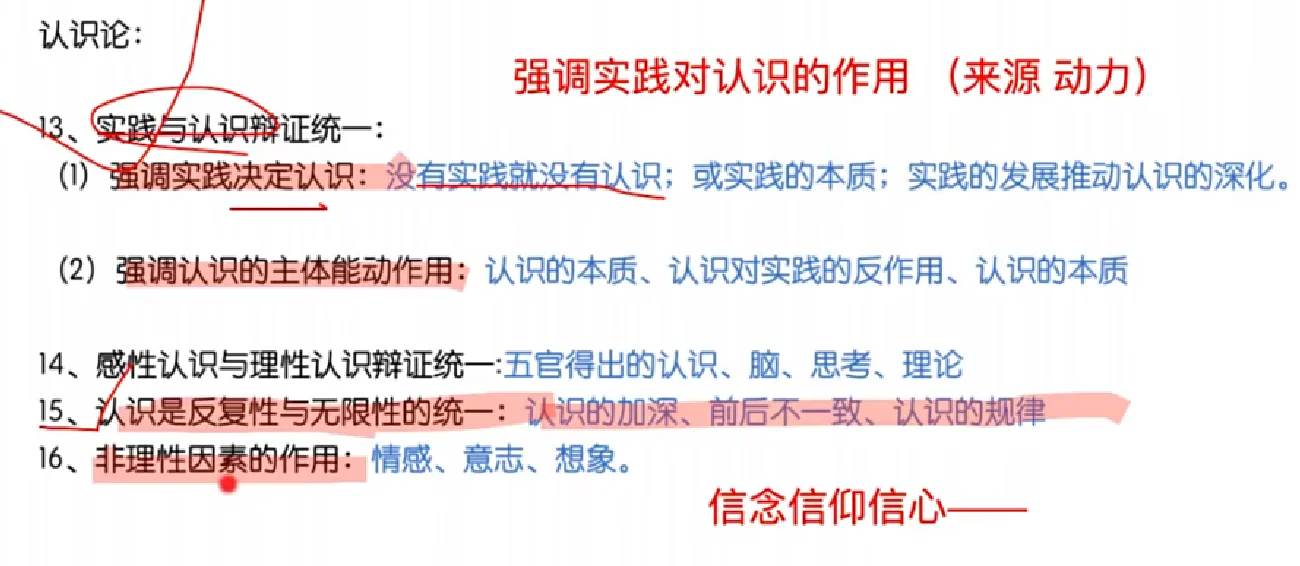 认识论：
强调实践对认识的作用 （来源 动力）
13、实践与认识辩证统一：
（1）强调实践决定认识：没有实践就没有认识；或实践的本质；实践的发展推动认识的深化。
（2）强调认识的主体能动作用：认识的本质、认识对实践的反作用、认识的本质
14、感性认识与理性认识辩证统一:五官得出的认识、脑、思考、理论
15、认识是反复性与无限性的统一：认识的加深、前后不一致、认识的规律
16、非理性因素的作用：情感、意志、想象。
信念信仰信心——